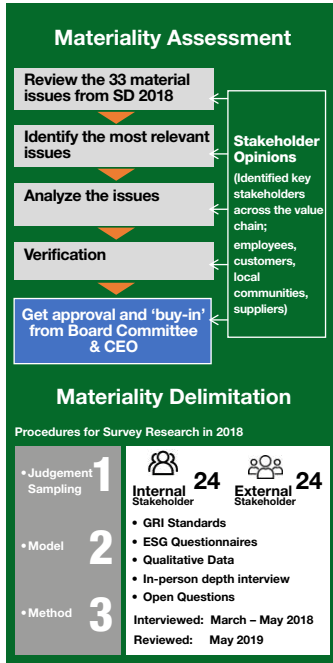 Materiality Assessment
Review the 33 material
issues from SD 2018
Identify the most relevant
issues
Analyze the issues
Verification
Get approval and ‘buy-in’
from Board Committee
& CEO
Stakeholder
Opinions
(Identified key
stakeholders
across the value
chain;
employees,
customers,
local
communities,
suppliers)
Materiality Delimitation
Procedures for Survey Research in 2018
• Judgement
Sampling
1
• Model
2
• Method
3
Internal
Stakeholder
24
External
Stakeholder
24
• GRI Standards
• ESG Questionnaires
• Qualitative Data
• In-person depth interview
• Open Questions
Interviewed: March – May 2018
Reviewed: May 2019